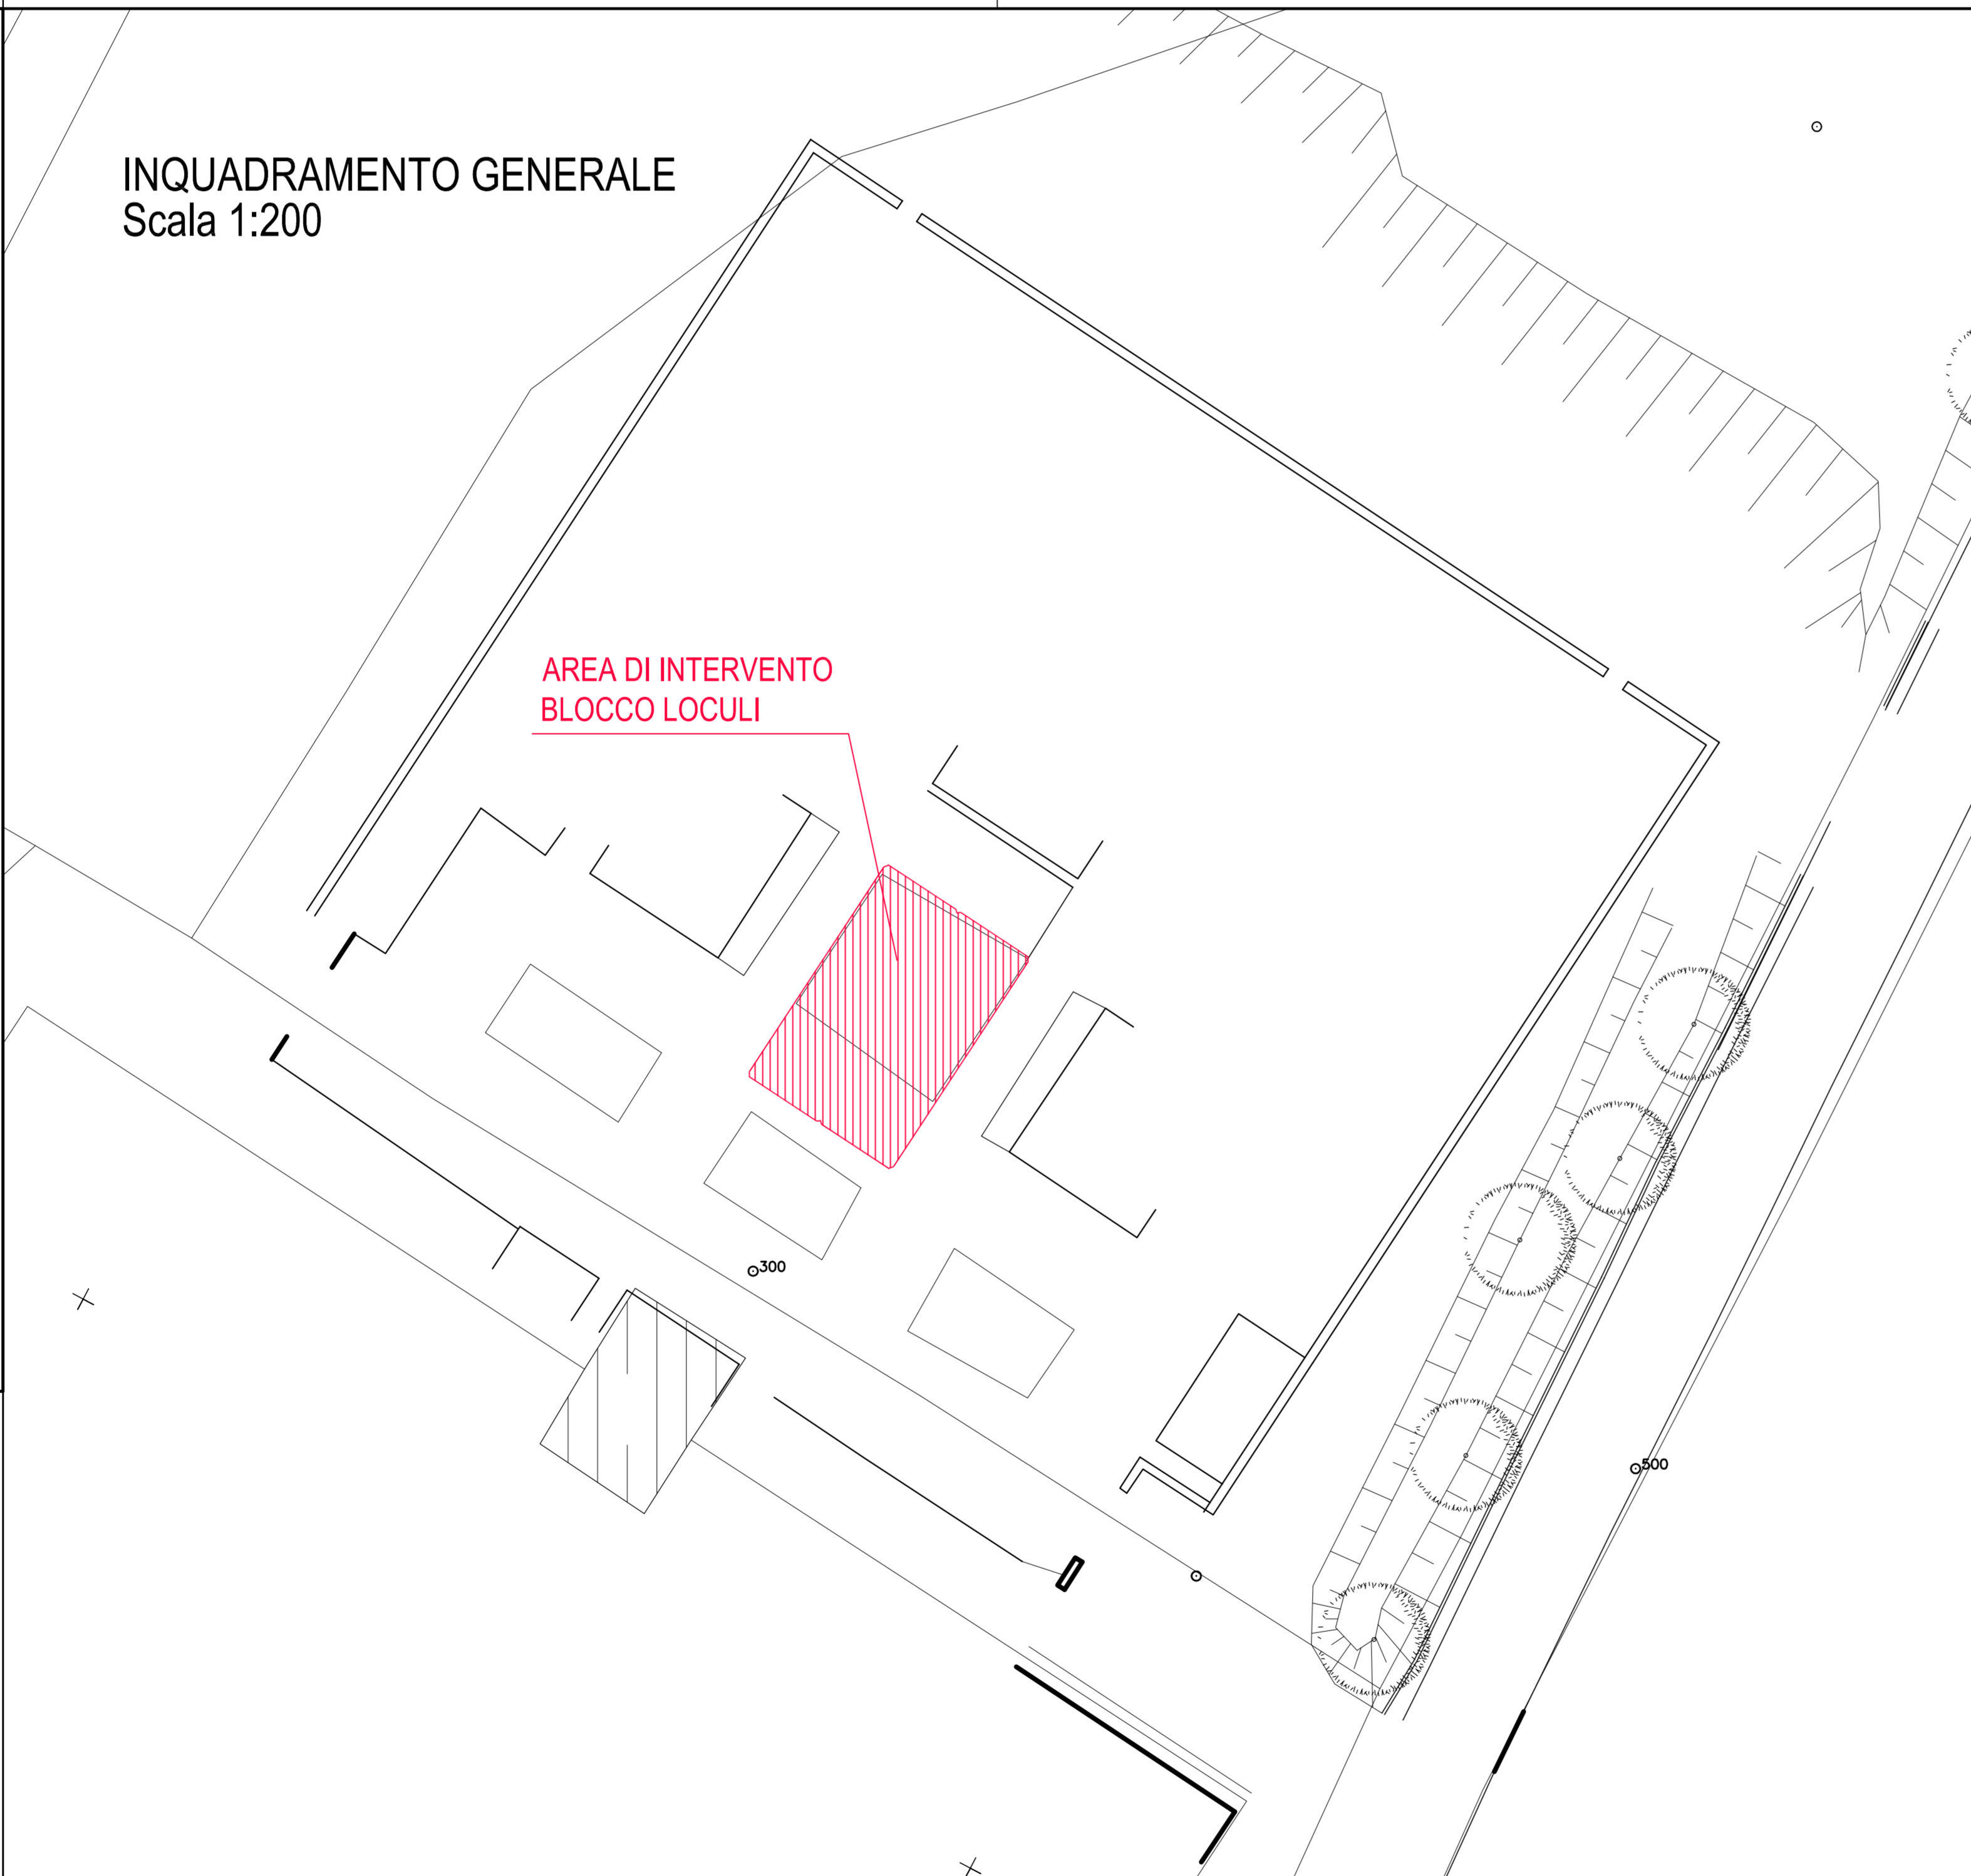 INQUADRAMENTO GENERALE
Scala 1:200
AREA DI INTERVENTO
BLOCCO LOCULI
300
500